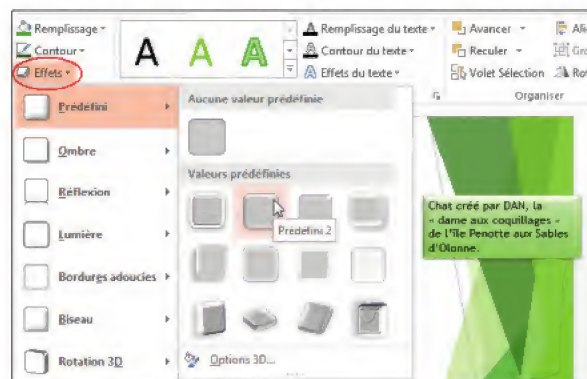 Remplissage
Contour
Effets
A A A
Remplissage du texte
Contour du texte
Effets du texte
Avancer
Reculer
Volet Sélection
Organiser
Prédéfini
Ombre
Réflexion
Lumière
Bordures adoucies
Biseau
Rotation 3D
Aucune valeur prédéfinie
Valeurs prédéfinies
Prédéfini 2
Options 3D...
Chat créé par DAN, la
« dame aux coquillages »
de l'île Penotte aux Sables
d'Olonne.